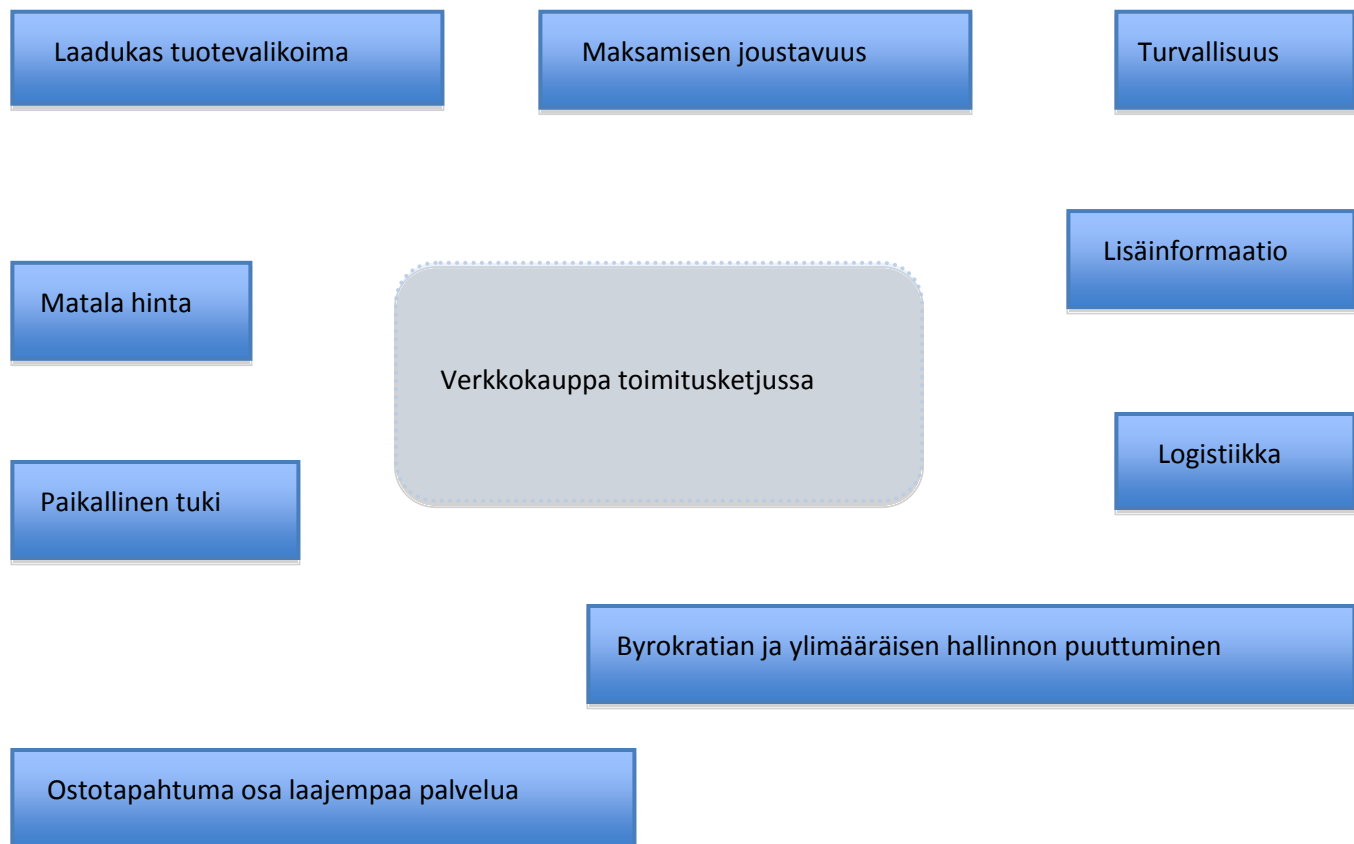 Laadukas tuotevalikoima
Maksamisen joustavuus
Turvallisuus
Lisäinformaatio
Matala hinta
Verkkokauppa toimitusketjussa
Logistiikka
Paikallinen tuki
Byrokratian ja ylimääräisen hallinnon puuttuminen
Ostotapahtuma osa laajempaa palvelua